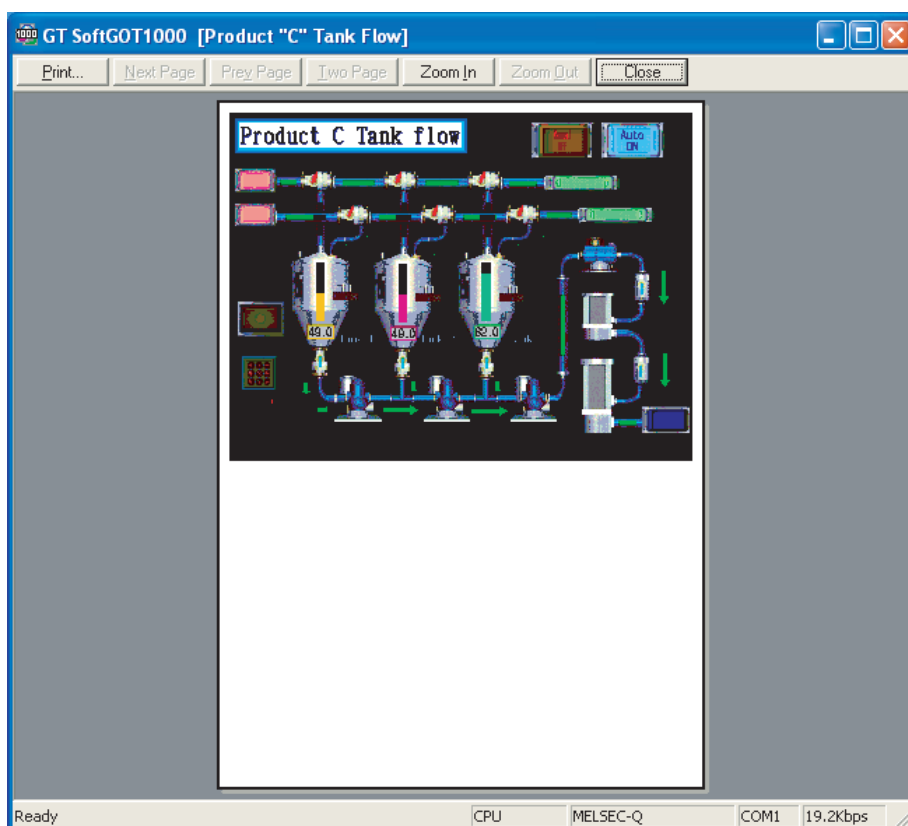 1000 GT SoftGOT1000 [Product "C" Tank Flow]
Print... Next Page Prev Page Two Page Zoom In Zoom Out Close
Product C Tank flow
Auto
ON
49.0 49.0 62.0
Ready CPU MELSEC-Q COM1 19.2Kbps